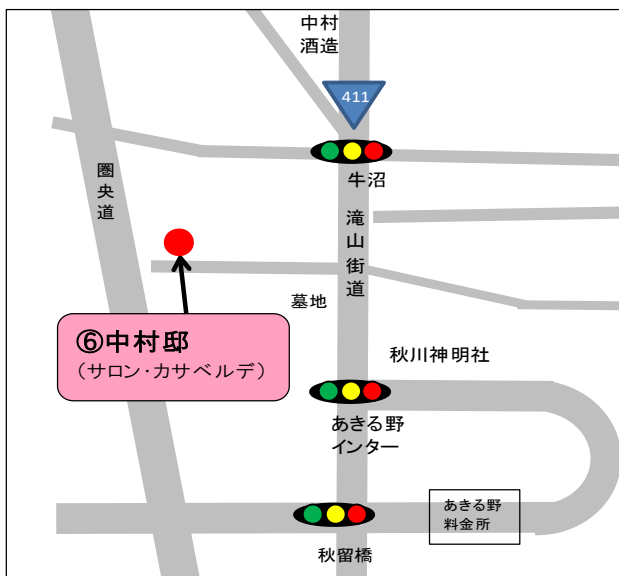 中村
酒造
411
牛沼
圏央道
滝山街道
墓地
⑥中村邸
（サロン・カサベルデ）
秋川神明社
あきる野
インター
あきる野
料金所
秋留橋